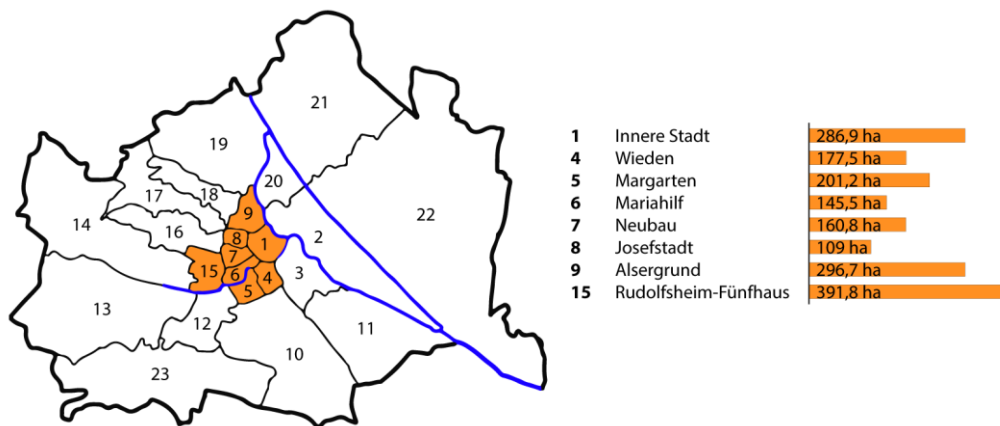 21
19
20
18
17
22
14
9
16
8
1
2
7
15
6
4
3
5
13
12
11
10
23
1 Innere Stadt 286,9 ha
4 Wieden 177,5 ha
5 Margarten 201,2 ha
6 Mariahilf 145,5 ha
7 Neubau 160,8 ha
8 Josefstadt 109 ha
9 Alsergrund 296,7 ha
15 Rudolfsheim-Fünfhaus 391,8 ha